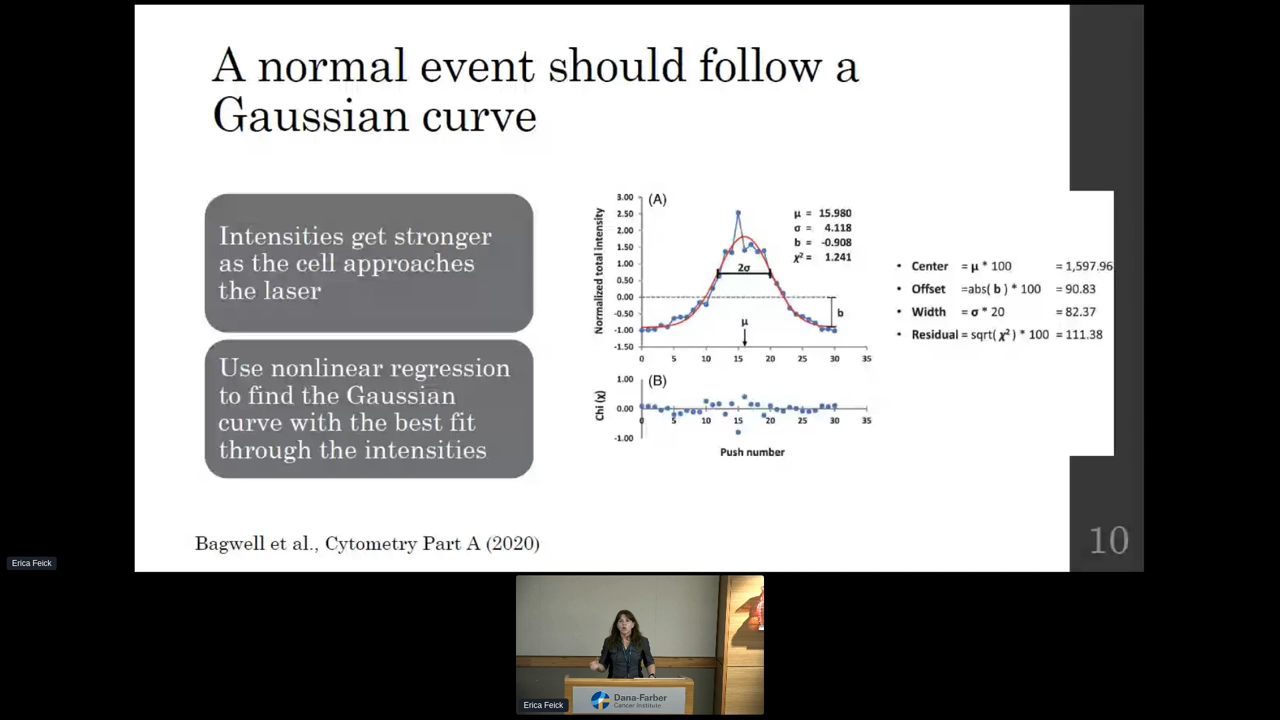 A normal event should follow a
Gaussian curve
Intensities get stronger
as the cell approaches
the laser
Use nonlinear regression
to find the Gaussian
curve with the best fit
through the intensities
(A)
Normalized total intensity
3.00
2.50
2.00
1.50
1.00
0.50
0.00
-0.50
-1.00
-1.50
μ = 15.980
σ = 4.118
b = -0.908
χ² = 1.241
2σ
μ
b
0 5 10 15 20 25 30 35
(B)
Chi (χ)
1.00
0.00
-1.00
0 5 10 15 20 25 30 35
Push number
• Center = μ * 100 = 1,597.96
• Offset =abs( b ) * 100 = 90.83
• Width = σ * 20 = 82.37
• Residual = sqrt( χ² ) * 100 = 111.38
Bagwell et al., Cytometry Part A (2020)
10
Erica Feick
Dana-Farber
Cancer Institute
Erica Feick